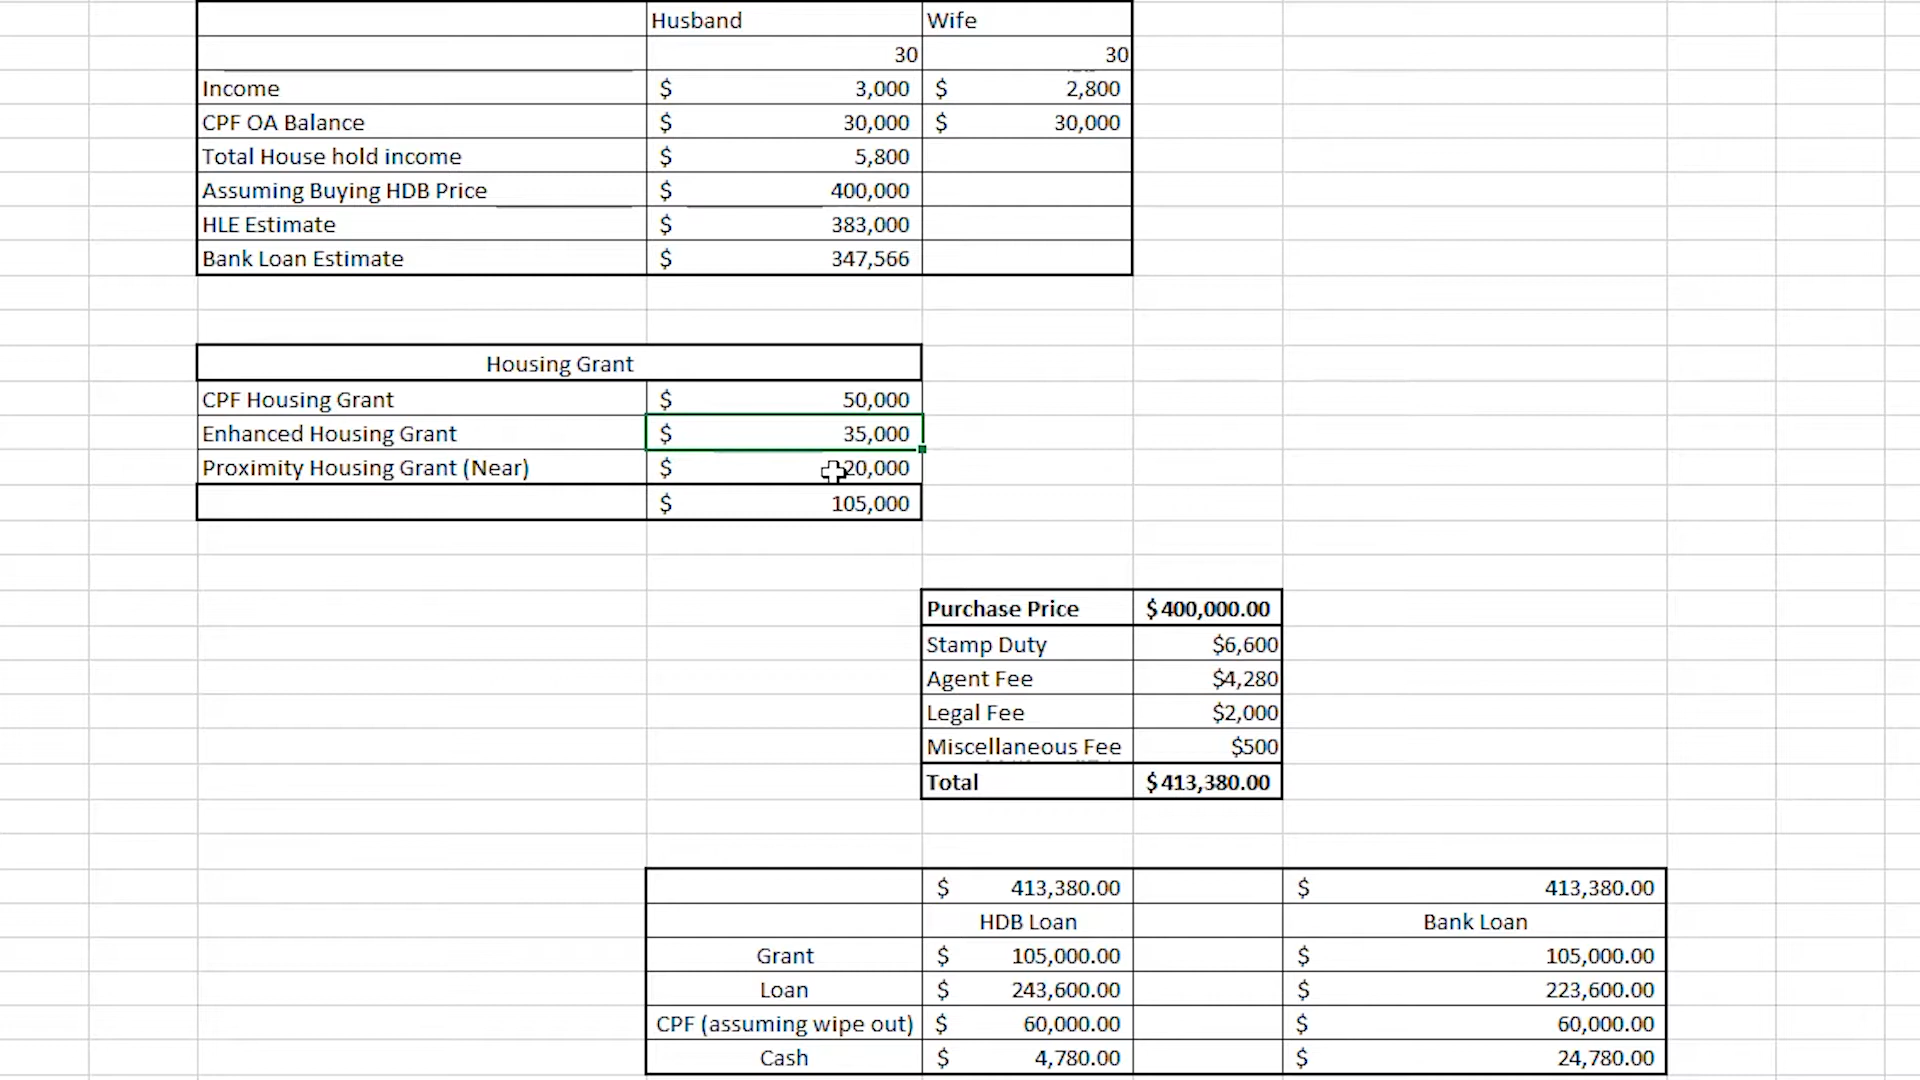 Husband Wife
30 30
Income $ 3,000 $ 2,800
CPF OA Balance $ 30,000 $ 30,000
Total House hold income $ 5,800
Assuming Buying HDB Price $ 400,000
HLE Estimate $ 383,000
Bank Loan Estimate $ 347,566
Housing Grant
CPF Housing Grant $ 50,000
Enhanced Housing Grant $ 35,000
Proximity Housing Grant (Near) $ 20,000
$ 105,000
Purchase Price $400,000.00
Stamp Duty $6,600
Agent Fee $4,280
Legal Fee $2,000
Miscellaneous Fee $500
Total $413,380.00
$ 413,380.00 $ 413,380.00
HDB Loan Bank Loan
Grant $ 105,000.00 $ 105,000.00
Loan $ 243,600.00 $ 223,600.00
CPF (assuming wipe out) $ 60,000.00 $ 60,000.00
Cash $ 4,780.00 $ 24,780.00